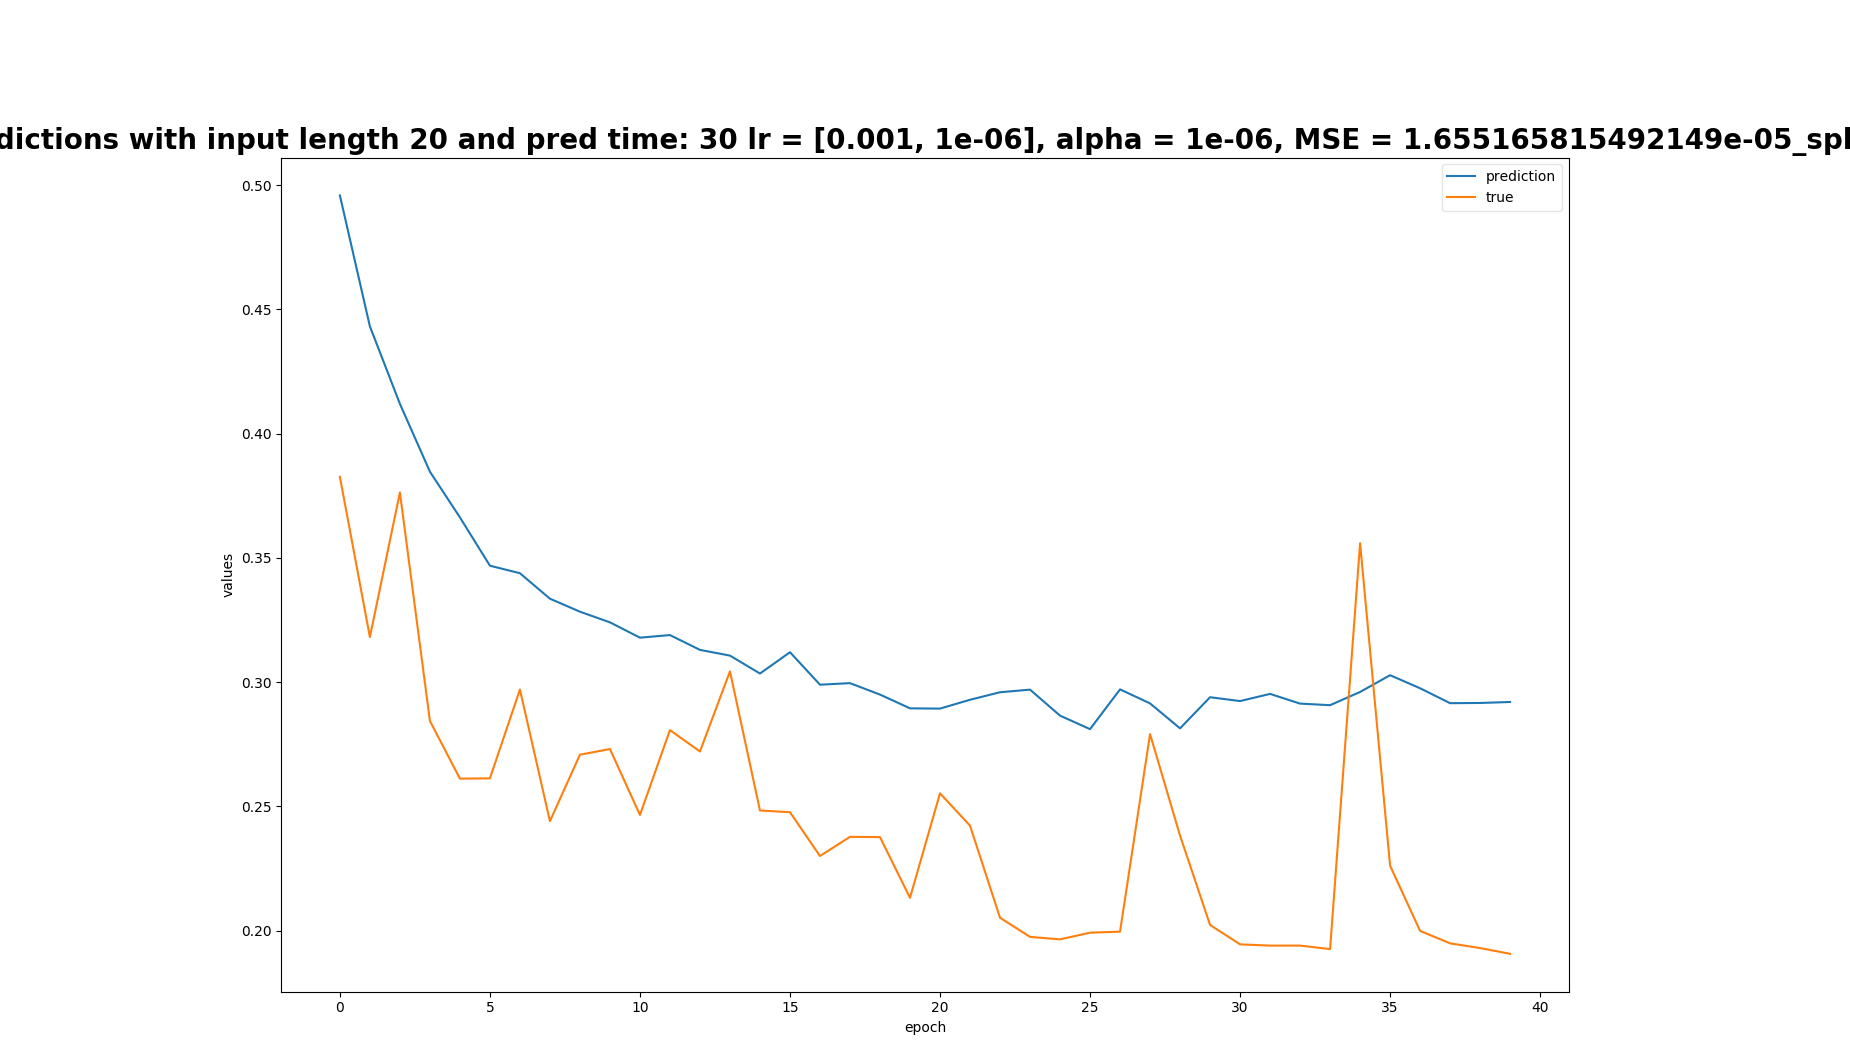 dictions with input length 20 and pred time: 30 lr = [0.001, 1e-06], alpha = 1e-06, MSE = 1.655165815492149e-05_spl
prediction
true
0.50
0.45
0.40
0.35
0.30
0.25
0.20
values
0 5 10 15 20 25 30 35 40
epoch